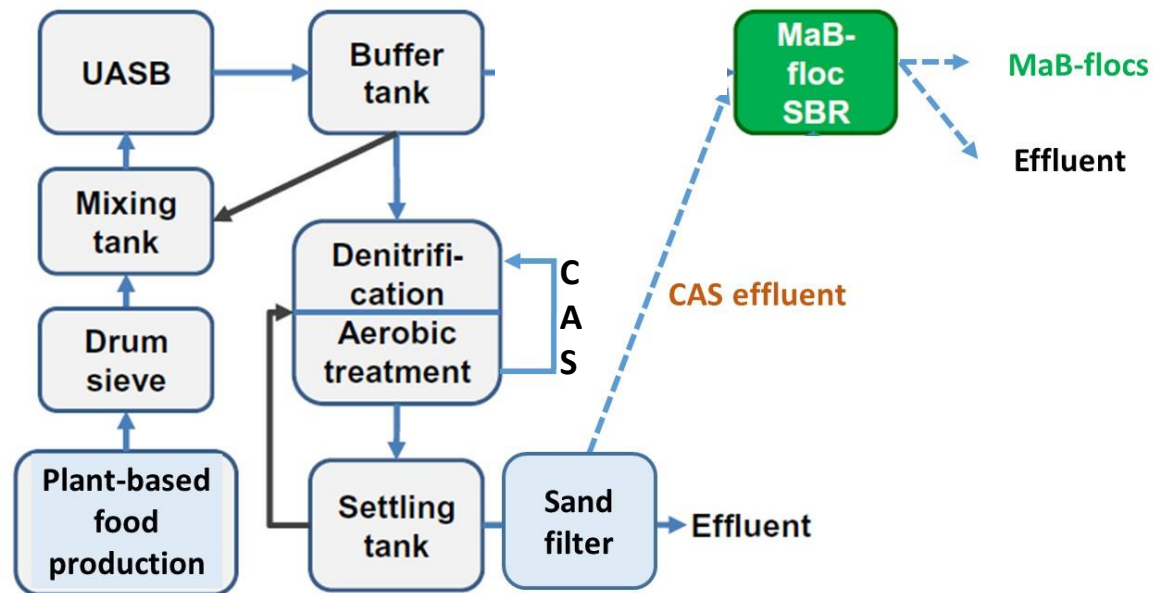 UASB
Buffer
tank
MaB-
floc
SBR
MaB-flocs
Effluent
Mixing
tank
Denitrifi-
cation
Aerobic
treatment
C
A
S
CAS effluent
Drum
sieve
Plant-based
food
production
Settling
tank
Sand
filter
Effluent